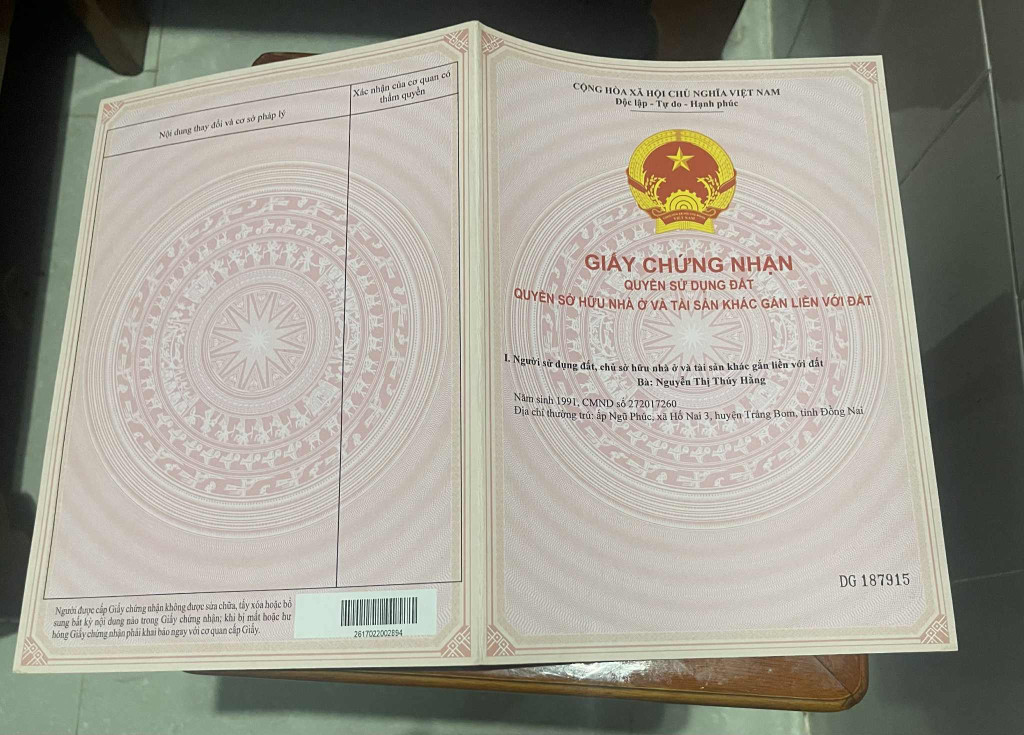 Nội dung thay đổi và cơ sở pháp lý
Xác nhận của cơ quan có
thẩm quyền
Người được cấp Giấy chứng nhận không được sửa chữa, tẩy xóa hoặc bổ
sung bất kỳ nội dung nào trong Giấy chứng nhận; khi bị mất hoặc hư
hỏng Giấy chứng nhận phải khai báo ngay với cơ quan cấp Giấy.
2617022002894
CỘNG HÒA XÃ HỘI CHỦ NGHĨA VIỆT NAM
Độc lập - Tự do - Hạnh phúc
GIẤY CHỨNG NHẬN
QUYỀN SỬ DỤNG ĐẤT
QUYỀN SỞ HỮU NHÀ Ở VÀ TÀI SẢN KHÁC GẮN LIỀN VỚI ĐẤT
I. Người sử dụng đất, chủ sở hữu nhà ở và tài sản khác gắn liền với đất
Bà: Nguyễn Thị Thúy Hằng
Năm sinh 1991, CMND số 272017260
Địa chỉ thường trú: ấp Ngũ Phúc, xã Hố Nai 3, huyện Trảng Bom, tỉnh Đồng Nai
DG 187915